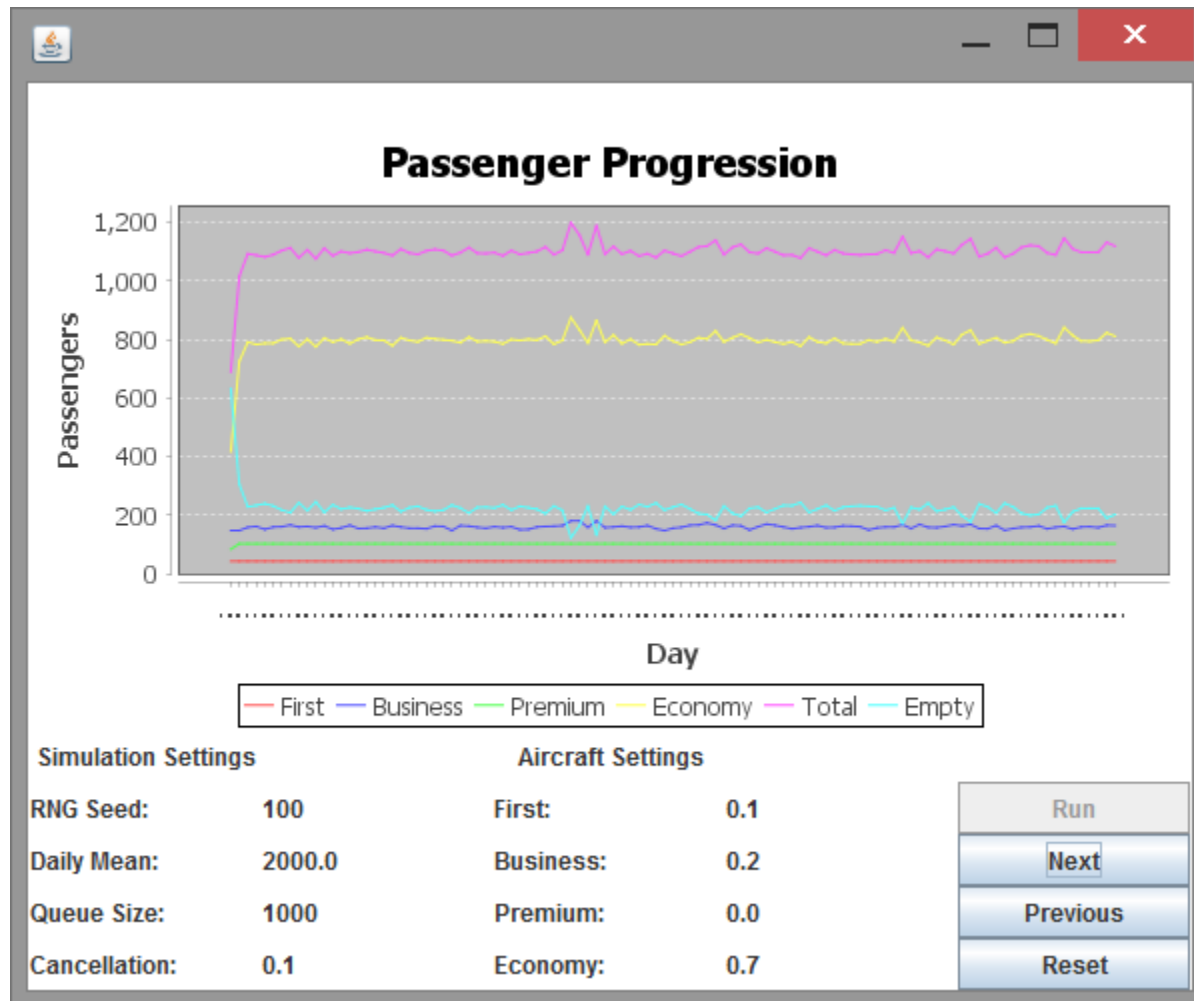 Passenger Progression
1,200
1,000
800
600
400
200
0
Passengers
Day
First Business Premium Economy Total Empty
Simulation Settings Aircraft Settings
RNG Seed: 100 First: 0.1 Run
Daily Mean: 2000.0 Business: 0.2 Next
Queue Size: 1000 Premium: 0.0 Previous
Cancellation: 0.1 Economy: 0.7 Reset